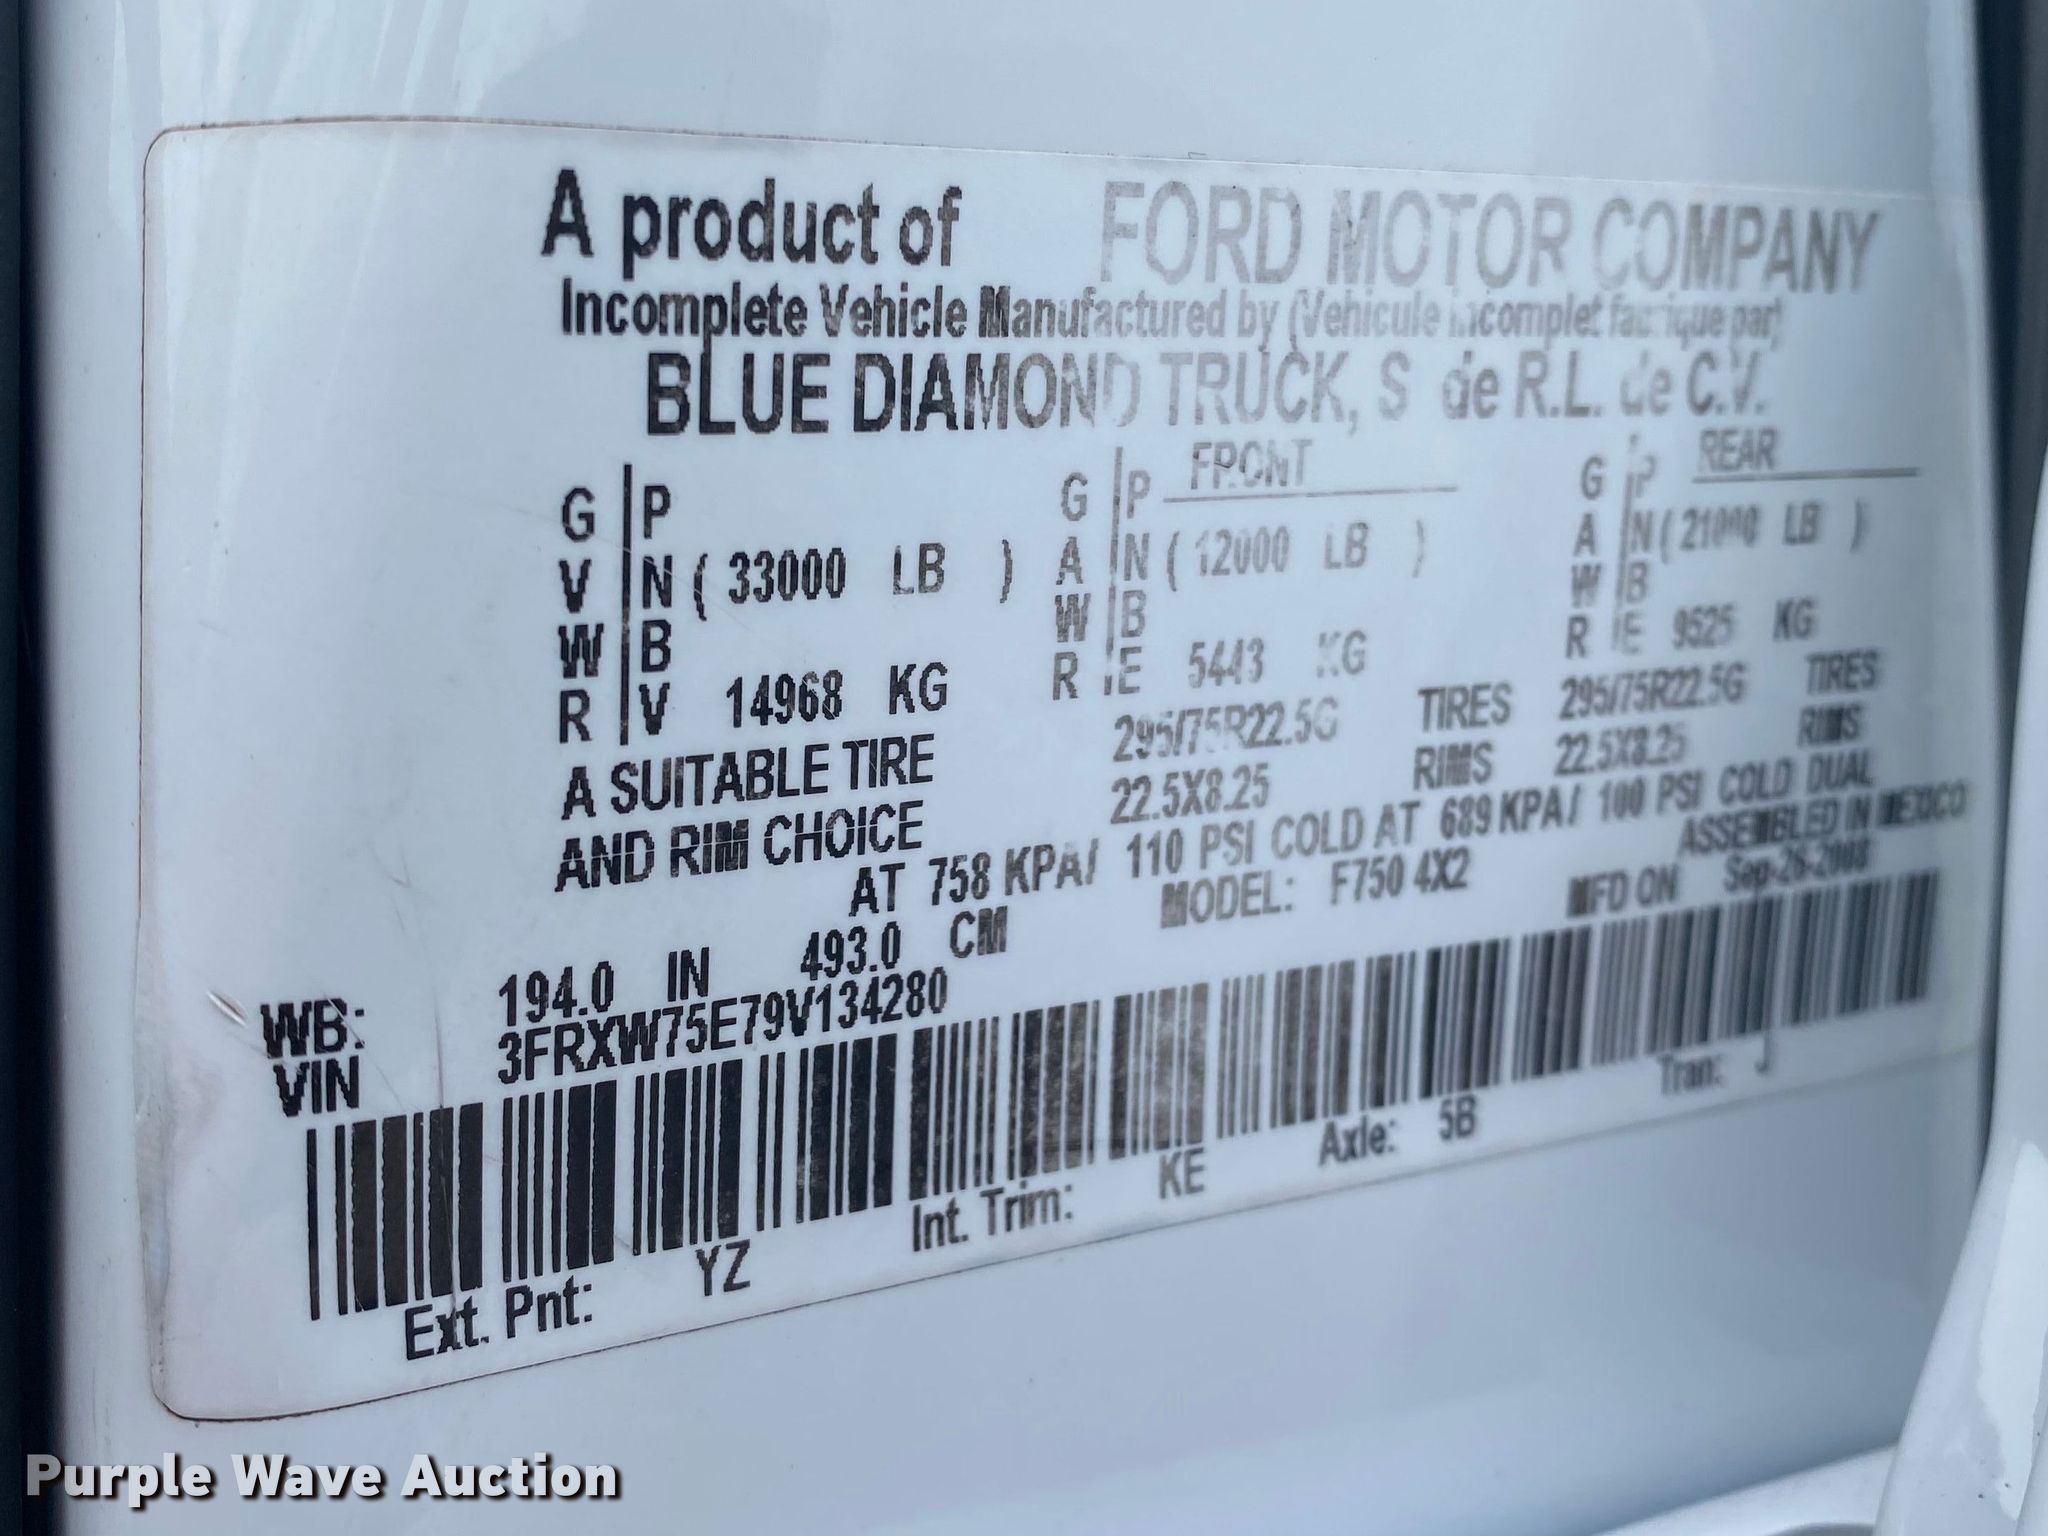 A product of FORD MOTOR COMPANY
Incomplete Vehicle Manufactured by (Vehicule incomplet fabrique par)
BLUE DIAMOND TRUCK, S de R.L. de C.V.
G P G P FRONT G P REAR
V N ( 33000 LB ) A N ( 12000 LB ) A N ( 21000 LB )
W B W B W B
R V 14968 KG R E 5443 KG R E 9525 KG
A SUITABLE TIRE 295/75R22.5G TIRES 295/75R22.5G TIRES
AND RIM CHOICE 22.5X8.25 RIMS 22.5X8.25 RIMS
AT 758 KPA/ 110 PSI COLD AT 689 KPA/ 100 PSI COLD DUAL
ASSEMBLED IN MEXICO
WB: 194.0 IN 493.0 CM MODEL: F750 4X2 MFD ON Sep-26-2008
VIN 3FRXW75E79V134280
Ext. Pnt: YZ Int. Trim: KE Axle: 5B Tran: J
Purple Wave Auction